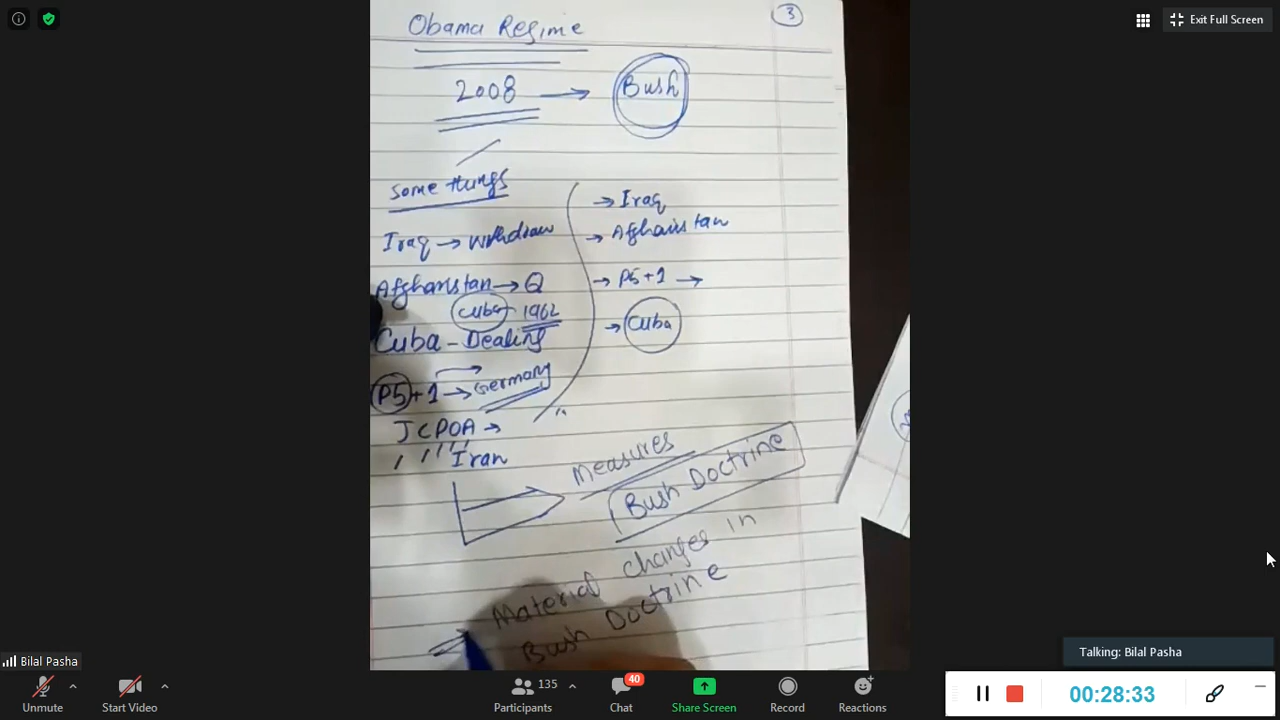 Exit Full Screen
3
Obama Regime
2008 → Bush
Some things
Iraq → Withdraw
Afghanistan → Q
Cuba 1962
Cuba - Dealing
P5+1 → Germany
JCPOA →
Iran
→ Iraq
→ Afghanistan
→ P5+1 →
→ Cuba
Measures
Bush Doctrine
Material changes in
Bush Doctrine
Bilal Pasha
Talking: Bilal Pasha
Unmute
Start Video
135
Participants
40
Chat
Share Screen
Record
Reactions
00:28:33